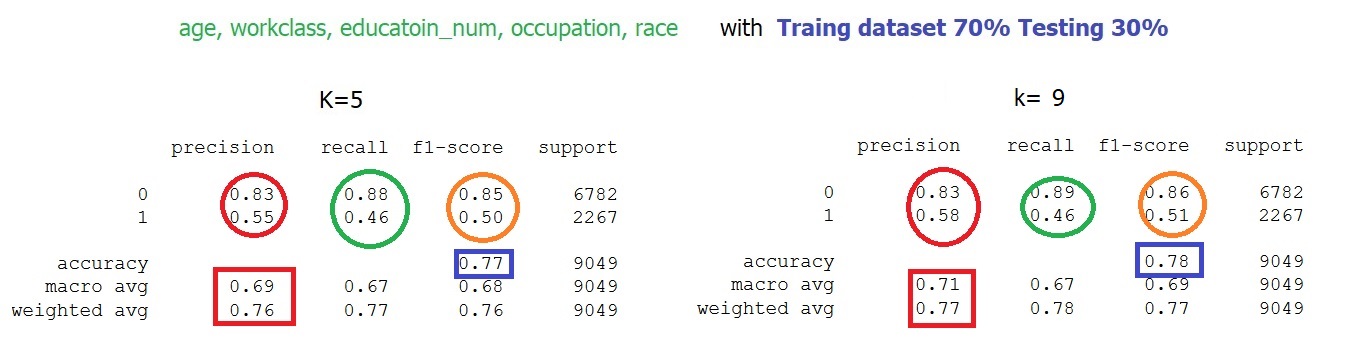 age, workclass, educatoin_num, occupation, race with Traing dataset 70% Testing 30%
K=5
precision recall f1-score support
0 0.83 0.88 0.85 6782
1 0.55 0.46 0.50 2267
accuracy 0.77 9049
macro avg 0.69 0.67 0.68 9049
weighted avg 0.76 0.77 0.76 9049
k= 9
precision recall f1-score support
0 0.83 0.89 0.86 6782
1 0.58 0.46 0.51 2267
accuracy 0.78 9049
macro avg 0.71 0.67 0.69 9049
weighted avg 0.77 0.78 0.77 9049